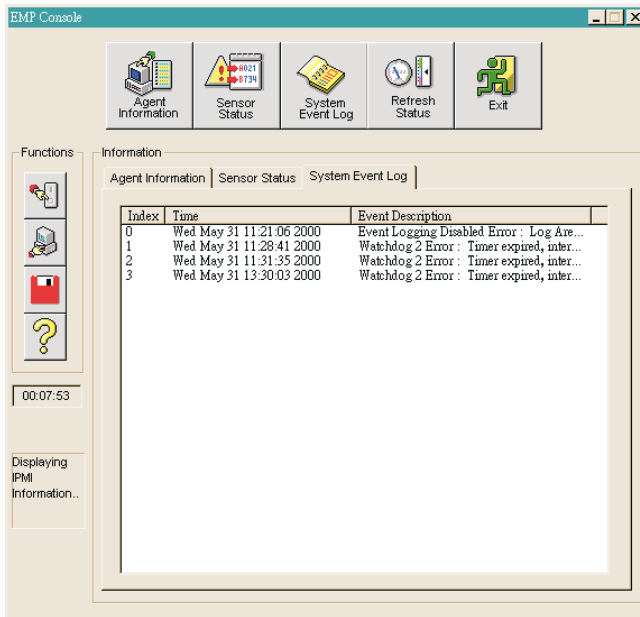 EMP Console
A021
B734
Agent
Information
Sensor
Status
System
Event Log
Refresh
Status
Exit
Functions
Information
Agent Information
Sensor Status
System Event Log
Index
Time
Event Description
0 Wed May 31 11:21:06 2000 Event Logging Disabled Error : Log Are...
1 Wed May 31 11:28:41 2000 Watchdog 2 Error : Timer expired, inter...
2 Wed May 31 11:31:35 2000 Watchdog 2 Error : Timer expired, inter...
3 Wed May 31 13:30:03 2000 Watchdog 2 Error : Timer expired, inter...
00:07:53
Displaying
IPMI
Information..